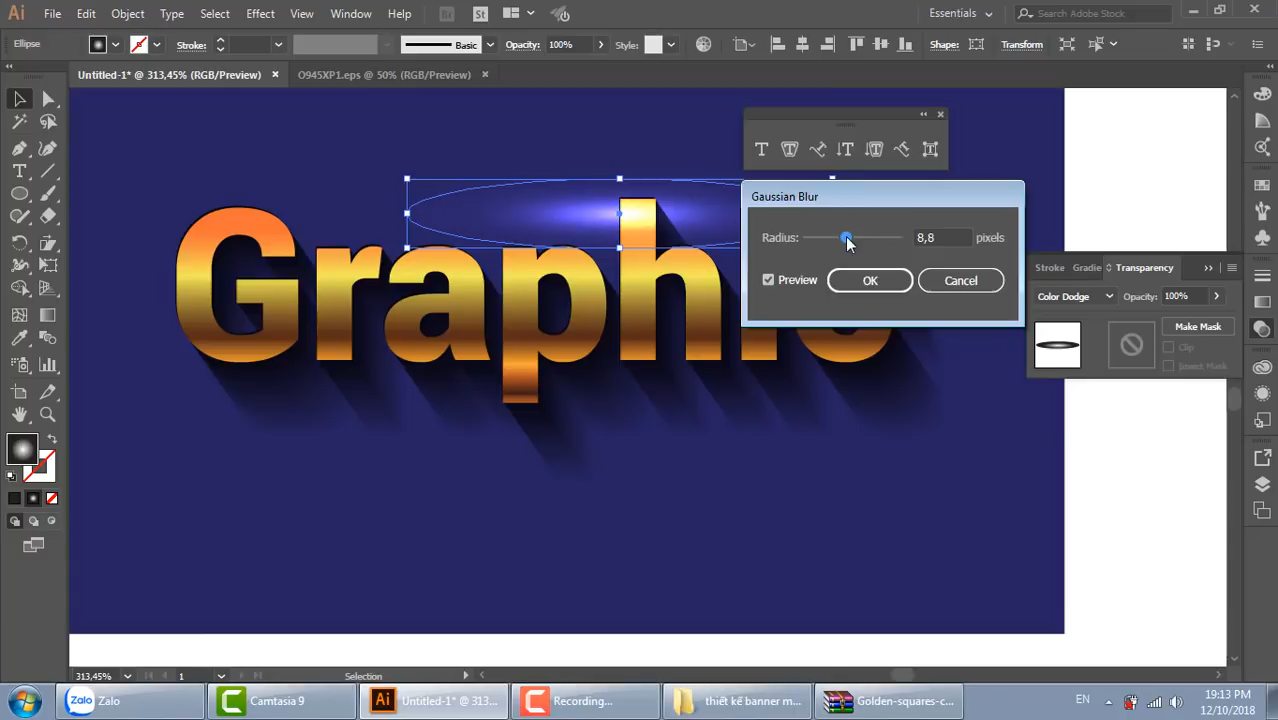 Ai File Edit Object Type Select Effect View Window Help Br St Essentials Search Adobe Stock
Ellipse Stroke: Basic Opacity: 100% Style: Shape: Transform
Untitled-1* @ 313,45% (RGB/Preview) × O945XP1.eps @ 50% (RGB/Preview) ×
Gaussian Blur
Radius: 8,8 pixels
Preview OK Cancel
Graphic
Stroke Gradie Transparency
Color Dodge Opacity: 100%
Make Mask
Clip
Invert Mask
313,45% 1 Selection
Zalo Zalo Camtasia 9 Ai Untitled-1* @ 313... Recording... thiết kế banner m... Golden-squares-c... EN 19:13 PM
12/10/2018